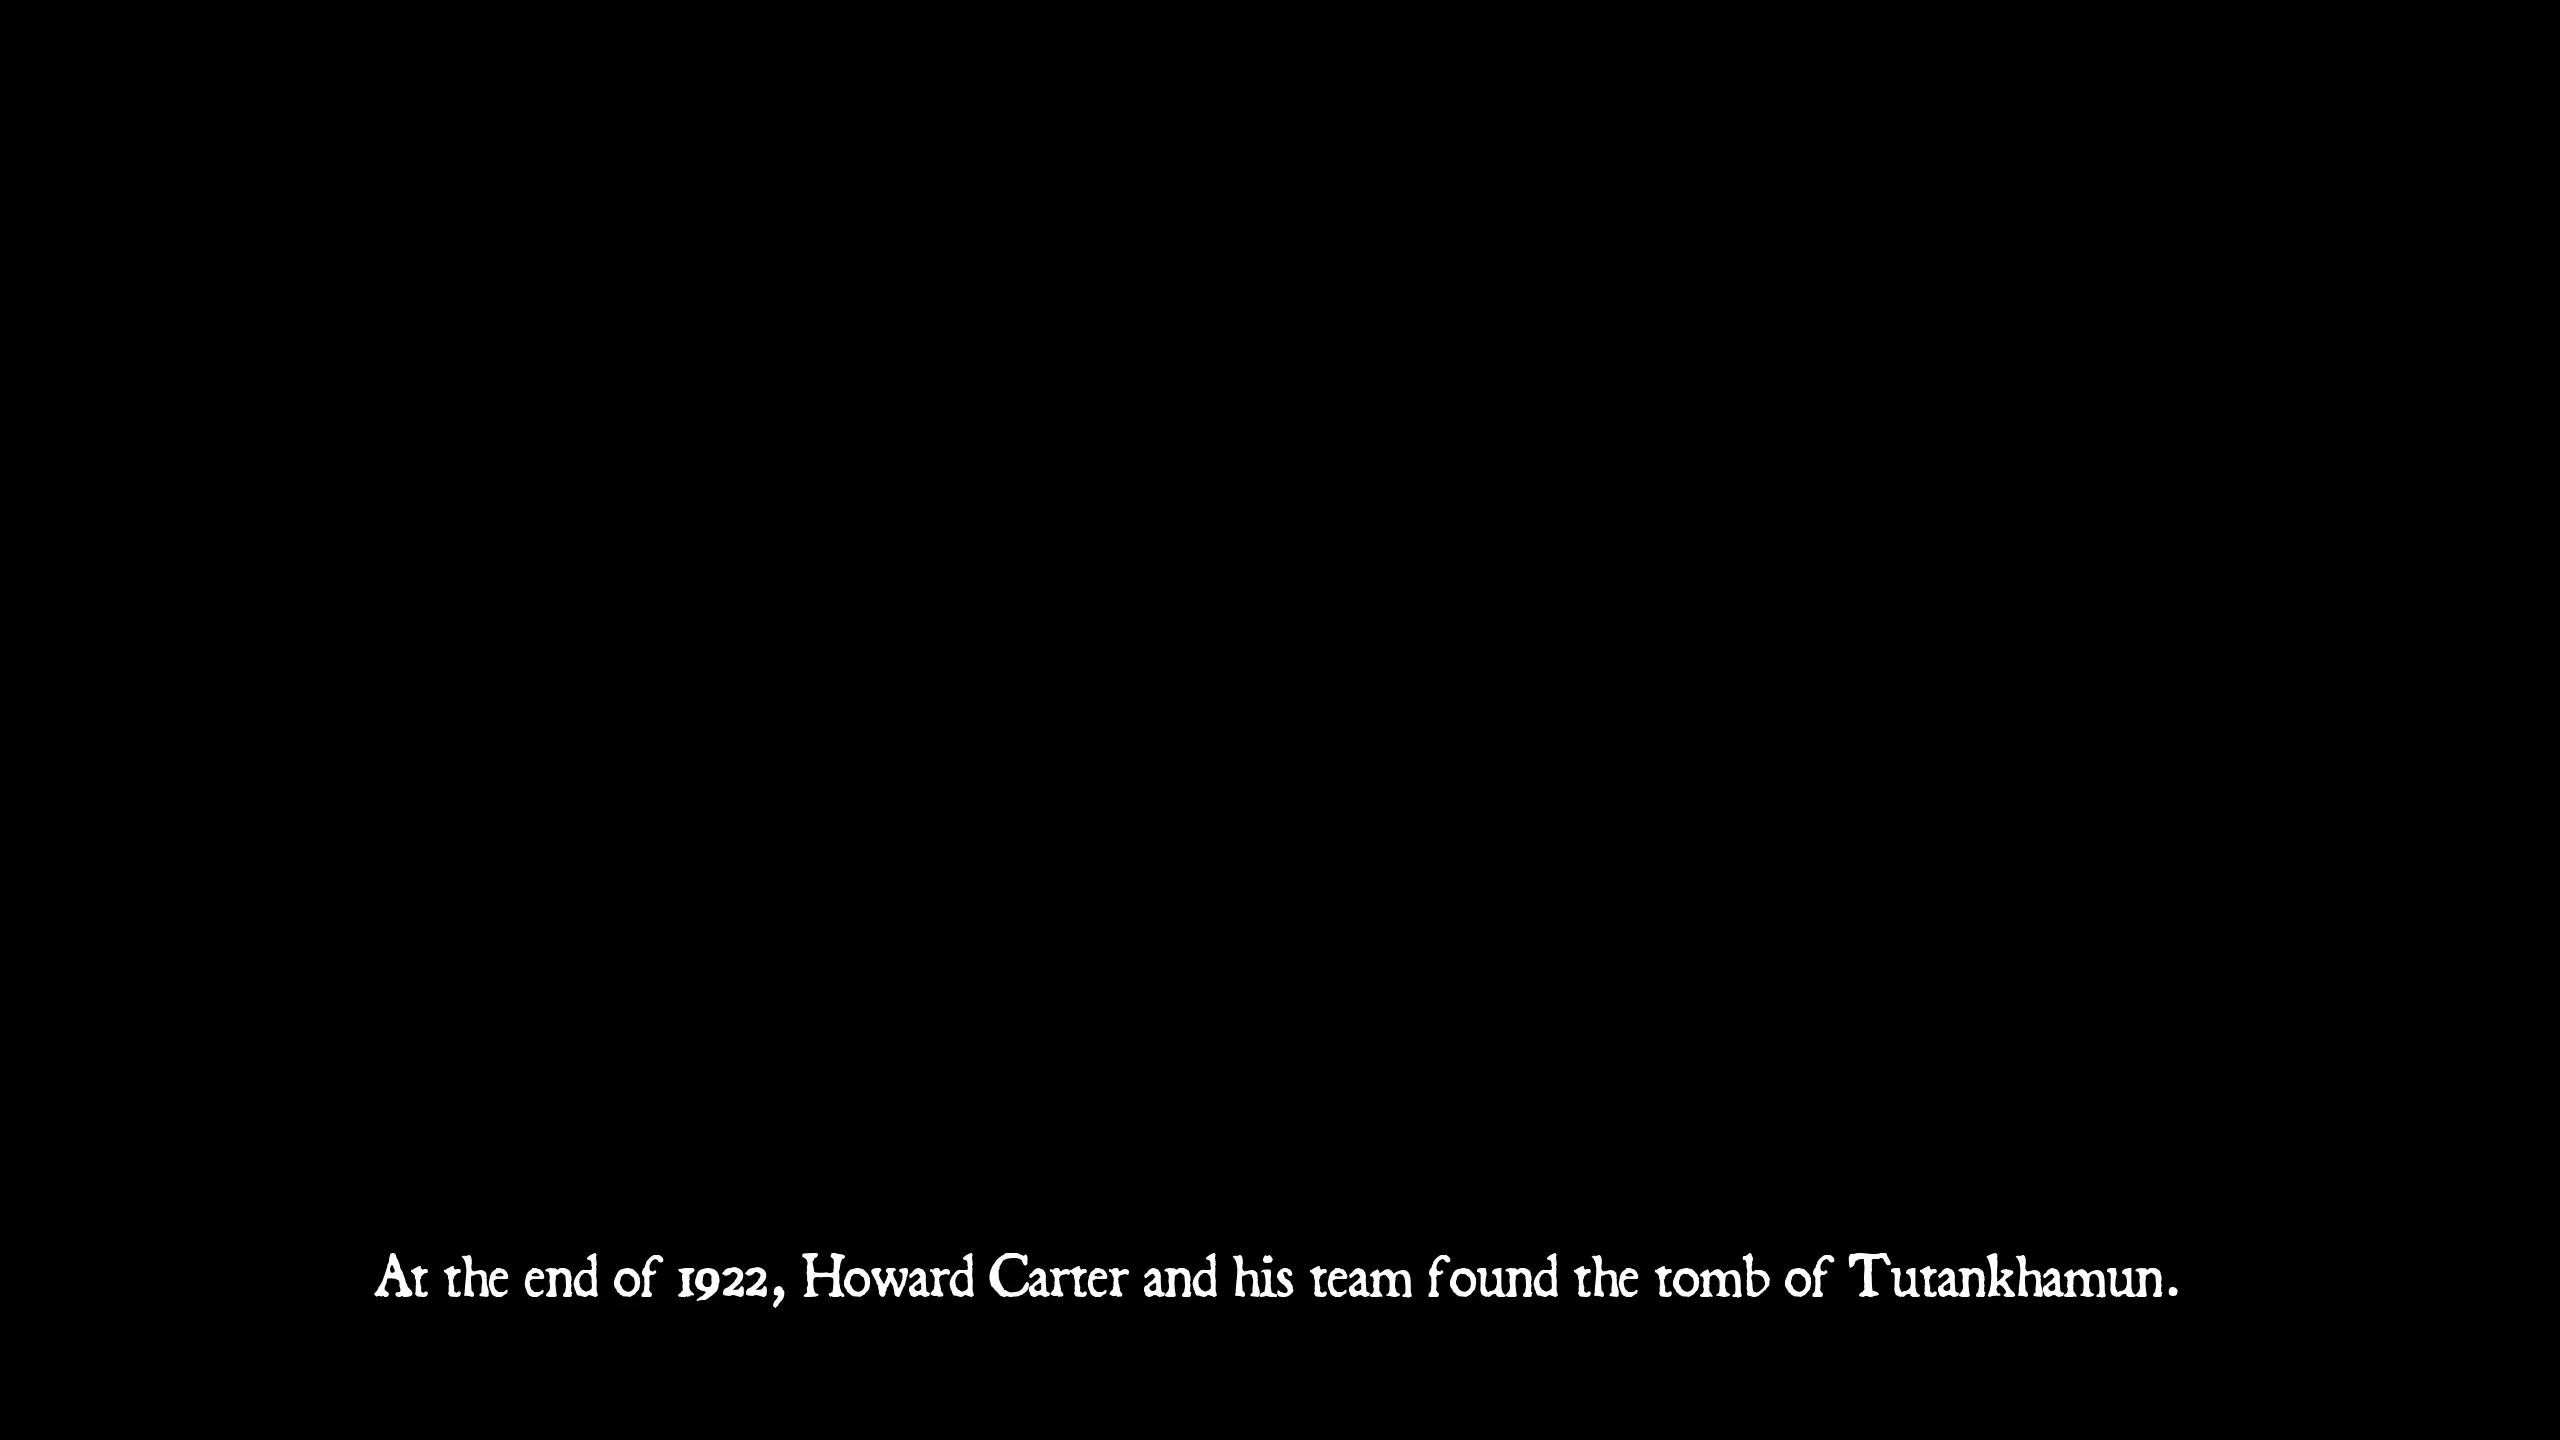 At the end of 1922, Howard Carter and his team found the tomb of Tutankhamun.